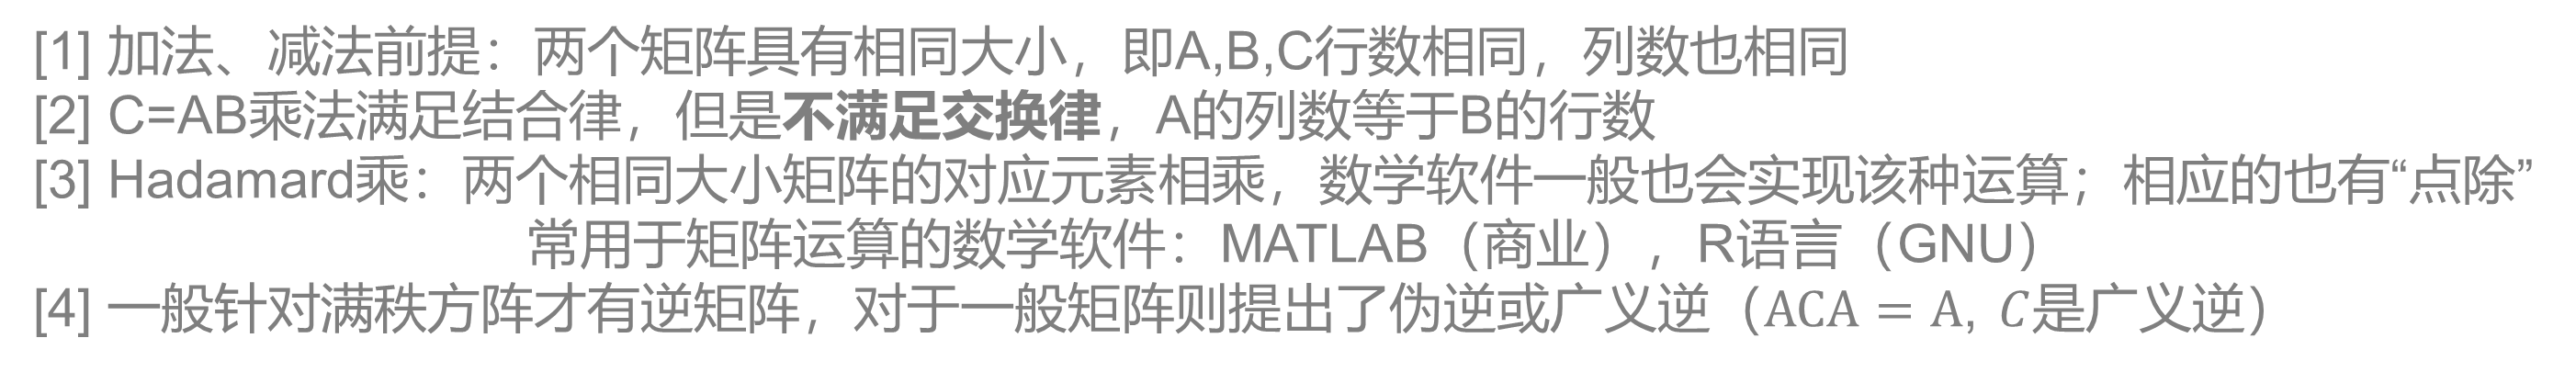 [1] 加法、减法前提：两个矩阵具有相同大小，即A,B,C行数相同，列数也相同
[2] C=AB乘法满足结合律，但是不满足交换律，A的列数等于B的行数
[3] Hadamard乘：两个相同大小矩阵的对应元素相乘，数学软件一般也会实现该种运算；相应的也有“点除”
常用于矩阵运算的数学软件：MATLAB（商业），R语言（GNU）
[4] 一般针对满秩方阵才有逆矩阵，对于一般矩阵则提出了伪逆或广义逆（ACA = A, C是广义逆）